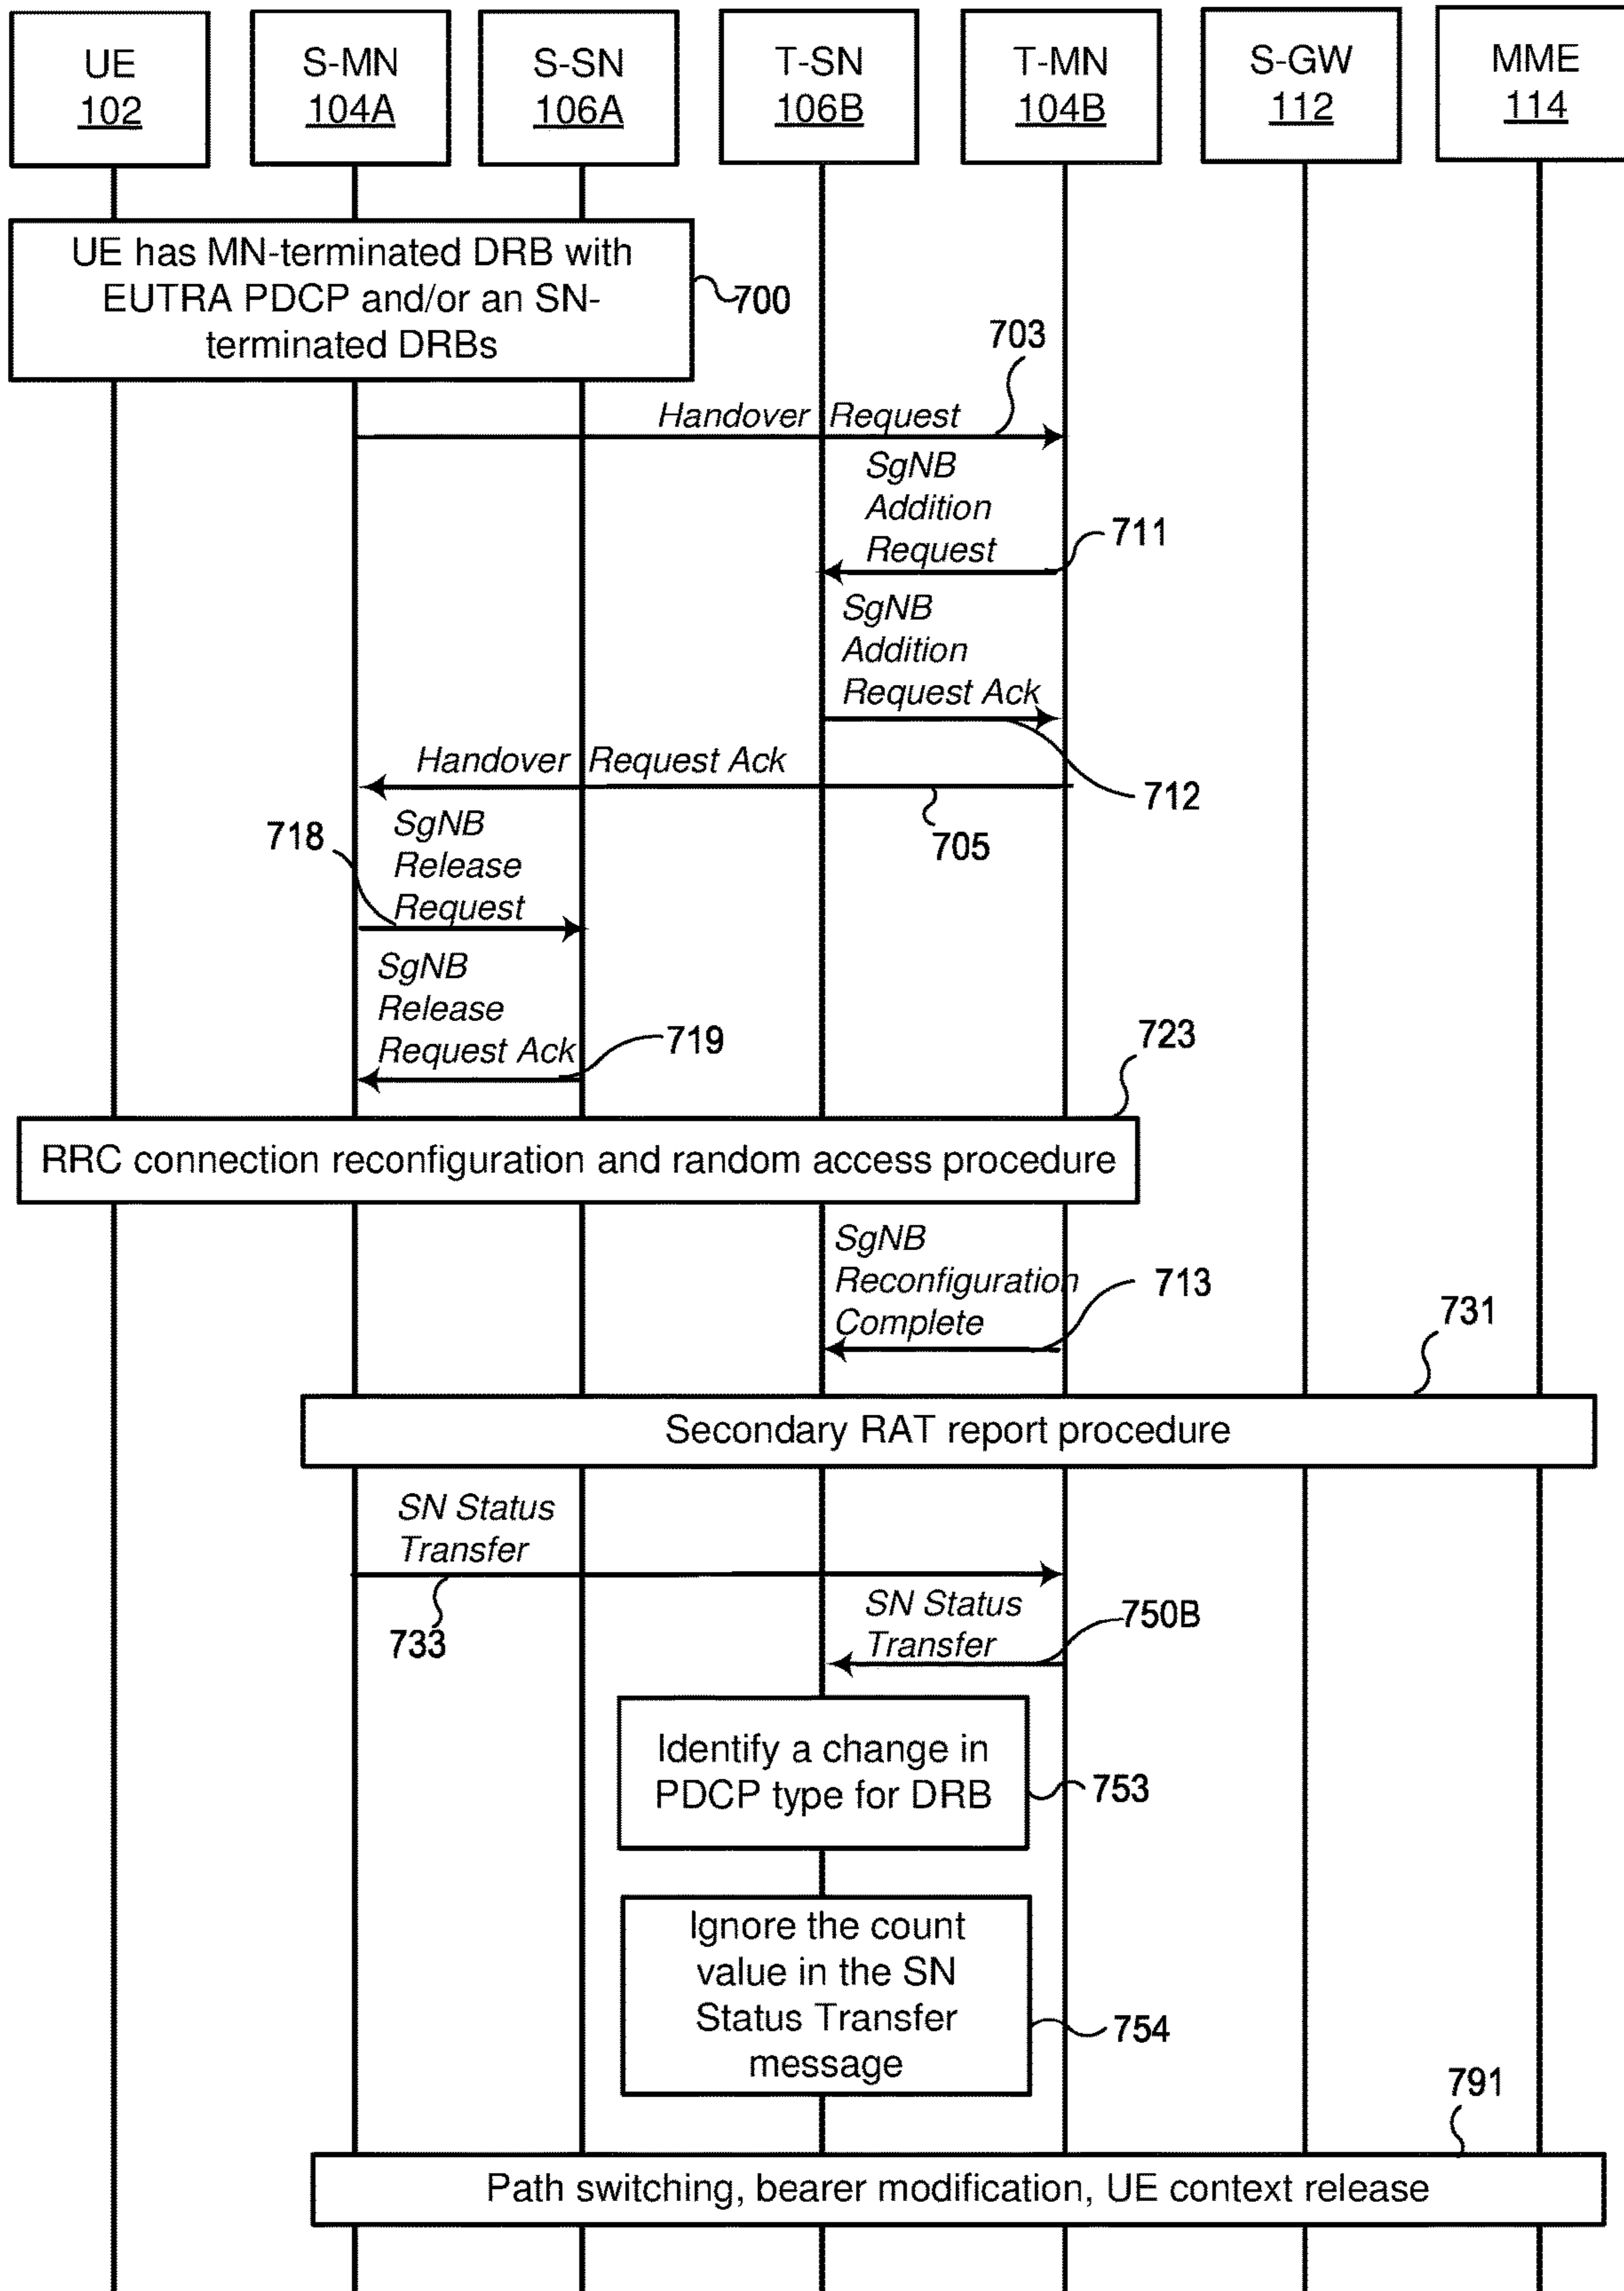 UE
102
S-MN
104A
S-SN
106A
T-SN
106B
T-MN
104B
S-GW
112
MME
114
UE has MN-terminated DRB with
EUTRA PDCP and/or an SN-
terminated DRBs
700
703
Handover Request
SgNB
Addition
Request
711
SgNB
Addition
Request Ack
712
Handover Request Ack
705
718
SgNB
Release
Request
SgNB
Release
Request Ack
719
723
RRC connection reconfiguration and random access procedure
SgNB
Reconfiguration
Complete
713
731
Secondary RAT report procedure
SN Status
Transfer
733
SN Status
Transfer
750B
Identify a change in
PDCP type for DRB
753
Ignore the count
value in the SN
Status Transfer
message
754
791
Path switching, bearer modification, UE context release